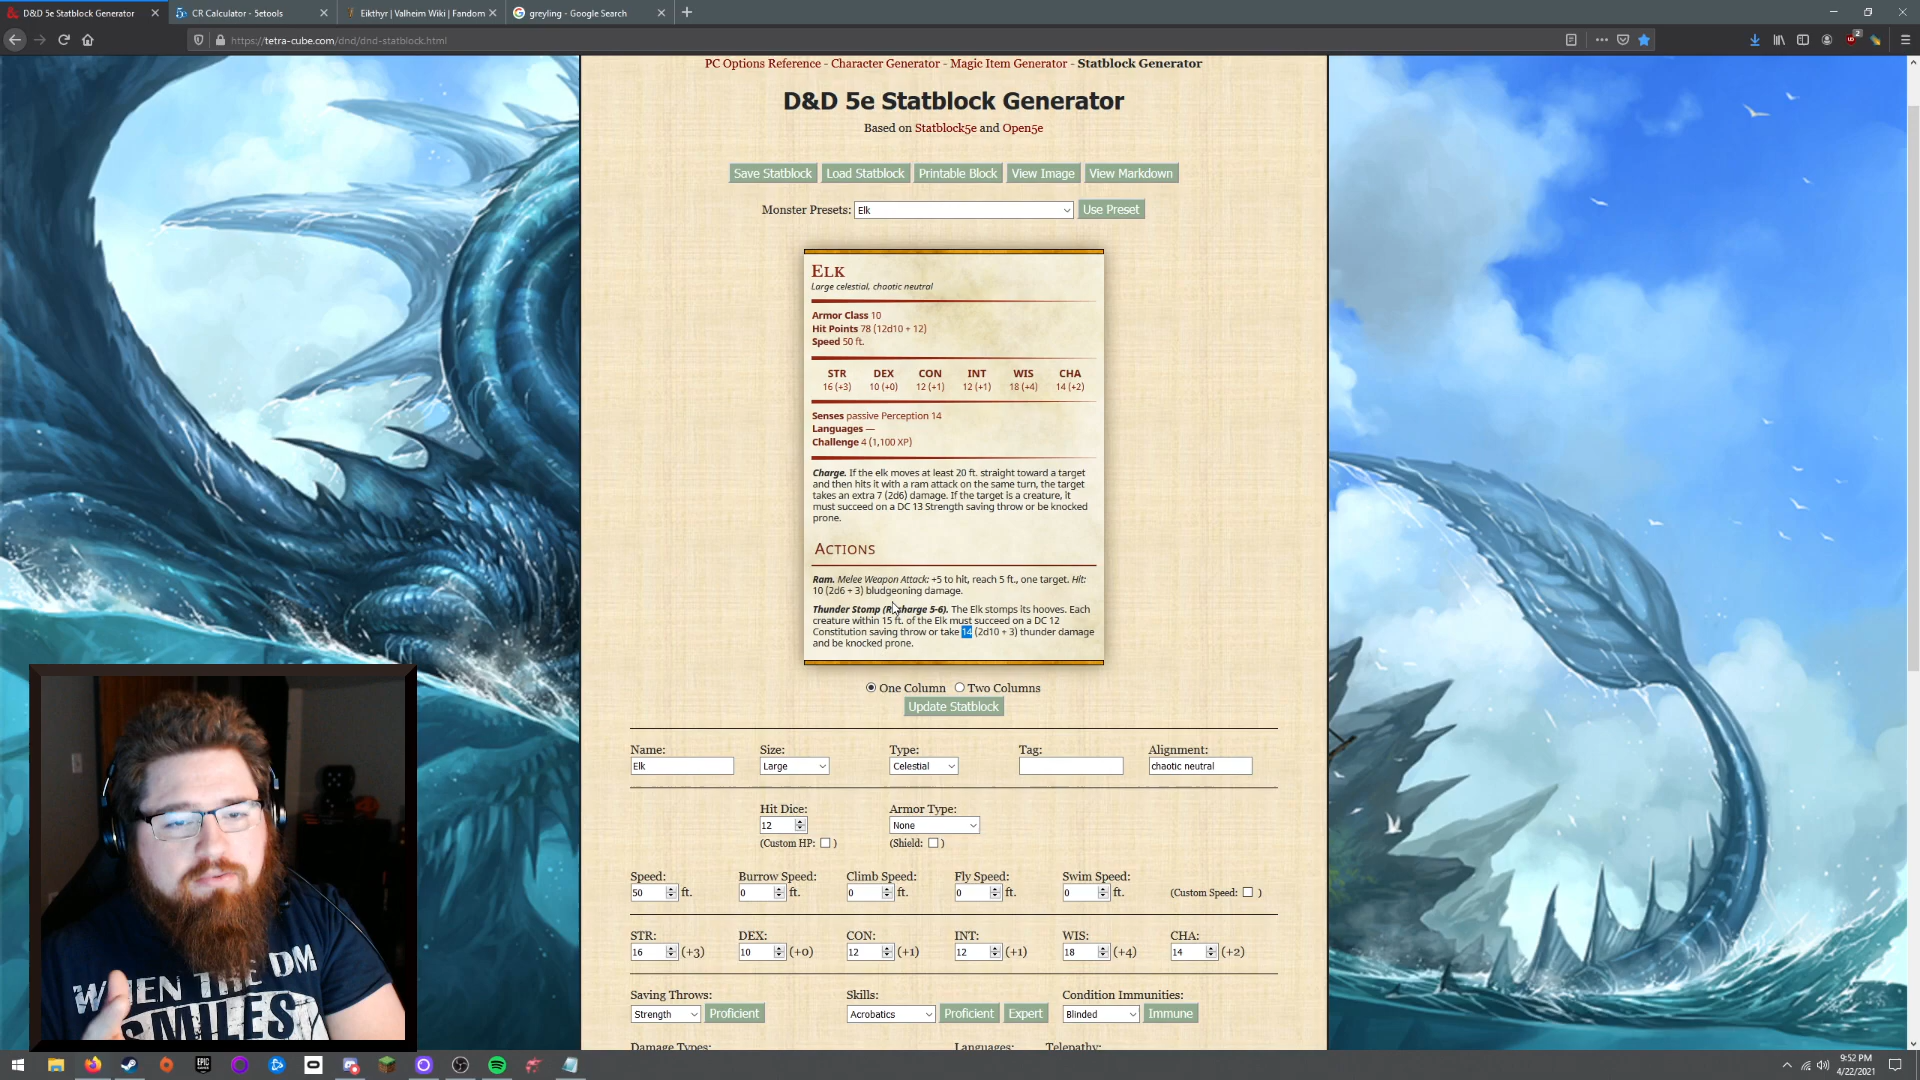 D&D 5e Statblock Generator
CR Calculator - 5etools
Eikthyr | Valheim Wiki | Fandom
greyling - Google Search
https://tetra-cube.com/dnd/dnd-statblock.html
2
PC Options Reference - Character Generator - Magic Item Generator - Statblock Generator
D&D 5e Statblock Generator
Based on Statblock5e and Open5e
Save Statblock Load Statblock Printable Block View Image View Markdown
Monster Presets: Elk Use Preset
ELK
Large celestial, chaotic neutral
Armor Class 10
Hit Points 78 (12d10 + 12)
Speed 50 ft.
STR DEX CON INT WIS CHA
16 (+3) 10 (+0) 12 (+1) 12 (+1) 18 (+4) 14 (+2)
Senses passive Perception 14
Languages —
Challenge 4 (1,100 XP)
Charge. If the elk moves at least 20 ft. straight toward a target
and then hits it with a ram attack on the same turn, the target
takes an extra 7 (2d6) damage. If the target is a creature, it
must succeed on a DC 13 Strength saving throw or be knocked
prone.
ACTIONS
Ram. Melee Weapon Attack: +5 to hit, reach 5 ft., one target. Hit:
10 (2d6 + 3) bludgeoning damage.
Thunder Stomp (Recharge 5-6). The Elk stomps its hooves. Each
creature within 15 ft. of the Elk must succeed on a DC 12
Constitution saving throw or take 14 (2d10 + 3) thunder damage
and be knocked prone.
One Column Two Columns
Update Statblock
Name: Size: Type: Tag: Alignment:
Elk Large Celestial chaotic neutral
Hit Dice: Armor Type:
12 None
(Custom HP: ) (Shield: )
Speed: Burrow Speed: Climb Speed: Fly Speed: Swim Speed:
50 ft. 0 ft. 0 ft. 0 ft. 0 ft. (Custom Speed: )
STR: DEX: CON: INT: WIS: CHA:
16 (+3) 10 (+0) 12 (+1) 12 (+1) 18 (+4) 14 (+2)
Saving Throws: Skills: Condition Immunities:
Strength Proficient Acrobatics Proficient Expert Blinded Immune
Damage Types: Languages: Telepathy:
WHEN THE DM
SMILES
EPIC
GAMES
9:52 PM
4/22/2021